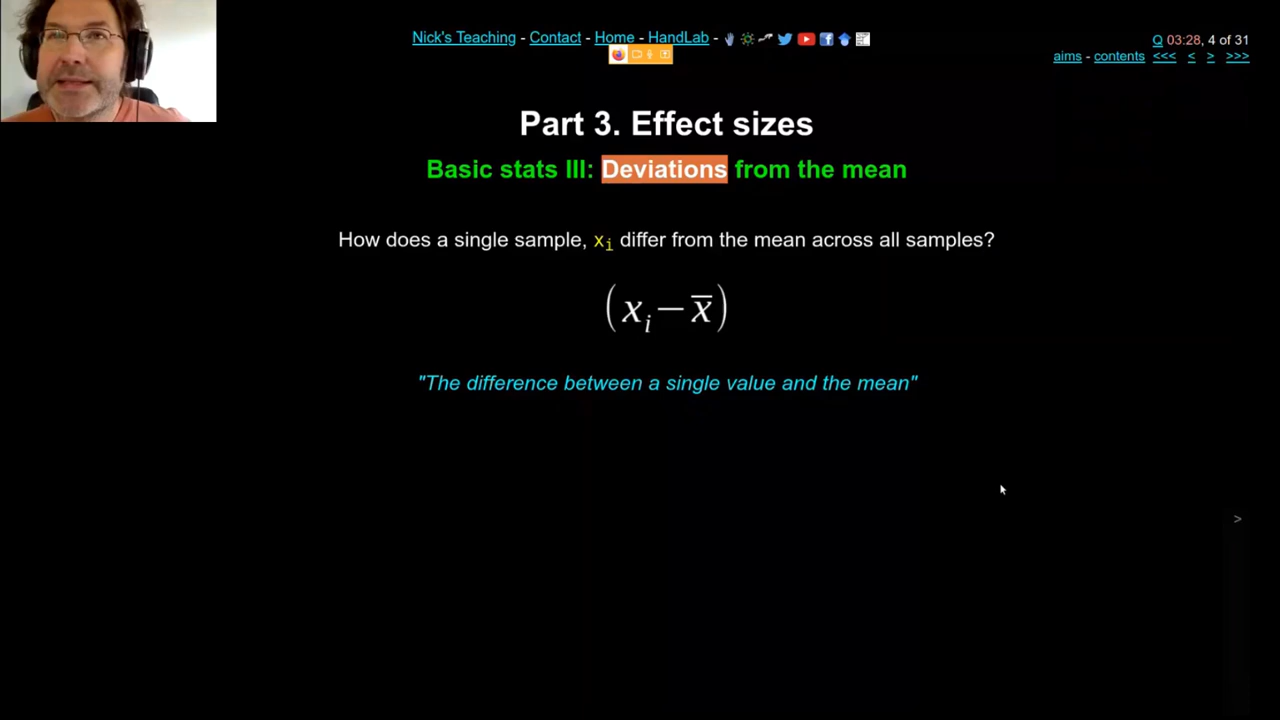 Nick's Teaching - Contact - Home - HandLab -
Q 03:28, 4 of 31
aims - contents <<< < > >>>
Part 3. Effect sizes
Basic stats III: Deviations from the mean
How does a single sample, xi differ from the mean across all samples?
(xi − x̅)
"The difference between a single value and the mean"
>